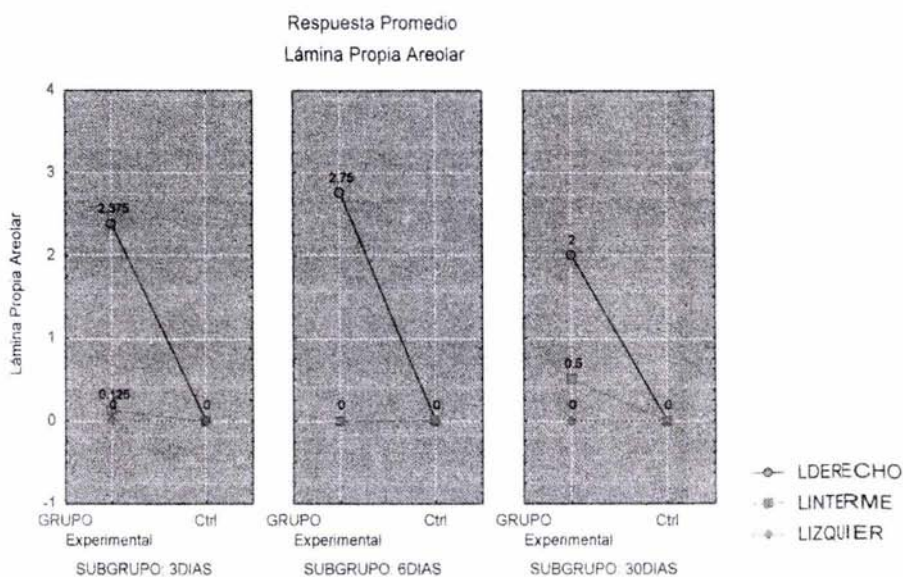 Respuesta Promedio
Lámina Propia Areolar
Lámina Propia Areolar
4
3
2
1
0
-1
2.375
0.125
0
0
2.75
0
0
2
0.5
0
0
GRUPO
Experimental
Ctrl
SUBGRUPO: 3DIAS
GRUPO
Experimental
Ctrl
SUBGRUPO: 6DIAS
GRUPO
Experimental
Ctrl
SUBGRUPO: 30DIAS
LDERECHO
LINTERME
LIZQUIER